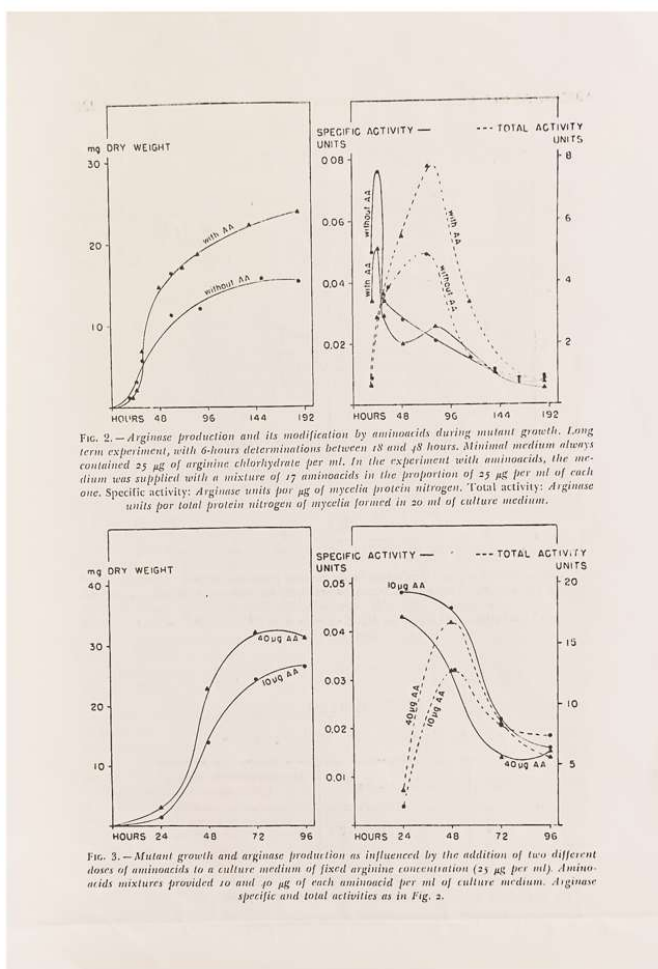 mg DRY WEIGHT
30
20
10
with AA
without AA
HOURS 48 96 144 192
SPECIFIC ACTIVITY — --- TOTAL ACTIVITY
UNITS UNITS
0.08
0.06
0.04
0.02
8
6
4
2
without AA
with AA
with AA
without AA
HOURS 48 96 144 192
FIG. 2. — Arginase production and its modification by aminoacids during mutant growth. Long
term experiment, with 6-hours determinations between 18 and 48 hours. Minimal medium always
contained 25 µg of arginine chlorhydrate per ml. In the experiment with aminoacids, the me-
dium was supplied with a mixture of 17 aminoacids in the proportion of 25 µg per ml of each
one. Specific activity: Arginase units por µg of mycelia protein nitrogen. Total activity: Arginase
units por total protein nitrogen of mycelia formed in 20 ml of culture medium.
mg DRY WEIGHT
40
30
20
10
40µg AA
10µg AA
HOURS 24 48 72 96
SPECIFIC ACTIVITY — --- TOTAL ACTIVITY
UNITS UNITS
0.05
0.04
0.03
0.02
0.01
20
15
10
5
10µg AA
40µg AA
10µg AA
40µg AA
HOURS 24 48 72 96
FIG. 3. — Mutant growth and arginase production as influenced by the addition of two different
doses of aminoacids to a culture medium of fixed arginine concentration (25 µg per ml). Amino-
acids mixtures provided 10 and 40 µg of each aminoacid per ml of culture medium. Arginase
specific and total activities as in Fig. 2.